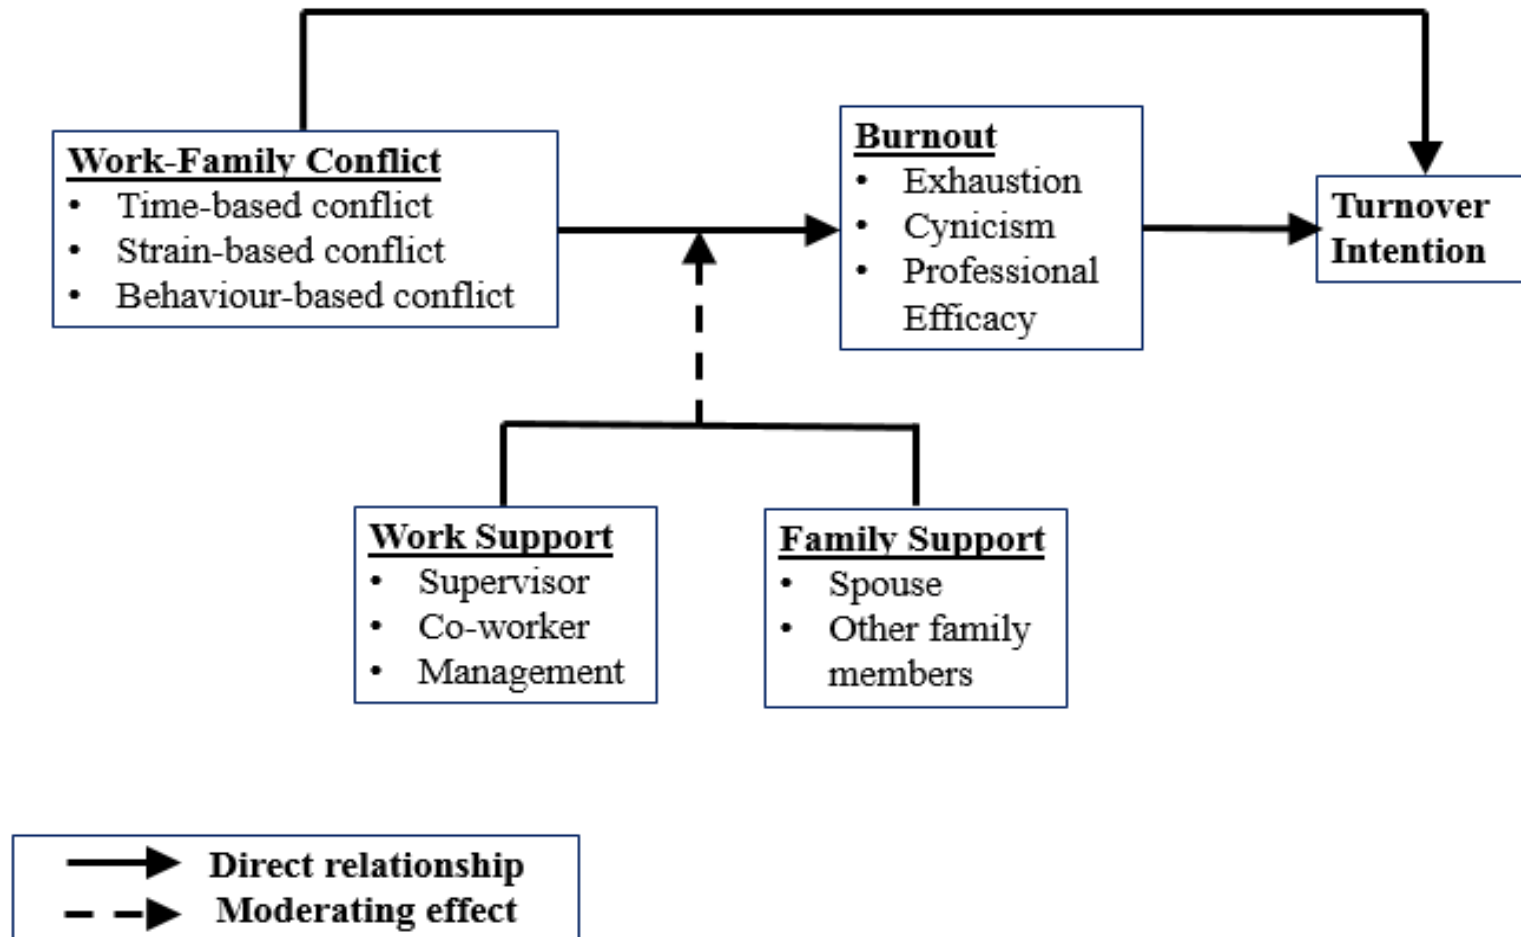 Work-Family Conflict
• Time-based conflict
• Strain-based conflict
• Behaviour-based conflict
Burnout
• Exhaustion
• Cynicism
• Professional
Efficacy
Turnover
Intention
Work Support
• Supervisor
• Co-worker
• Management
Family Support
• Spouse
• Other family
members
Direct relationship
Moderating effect